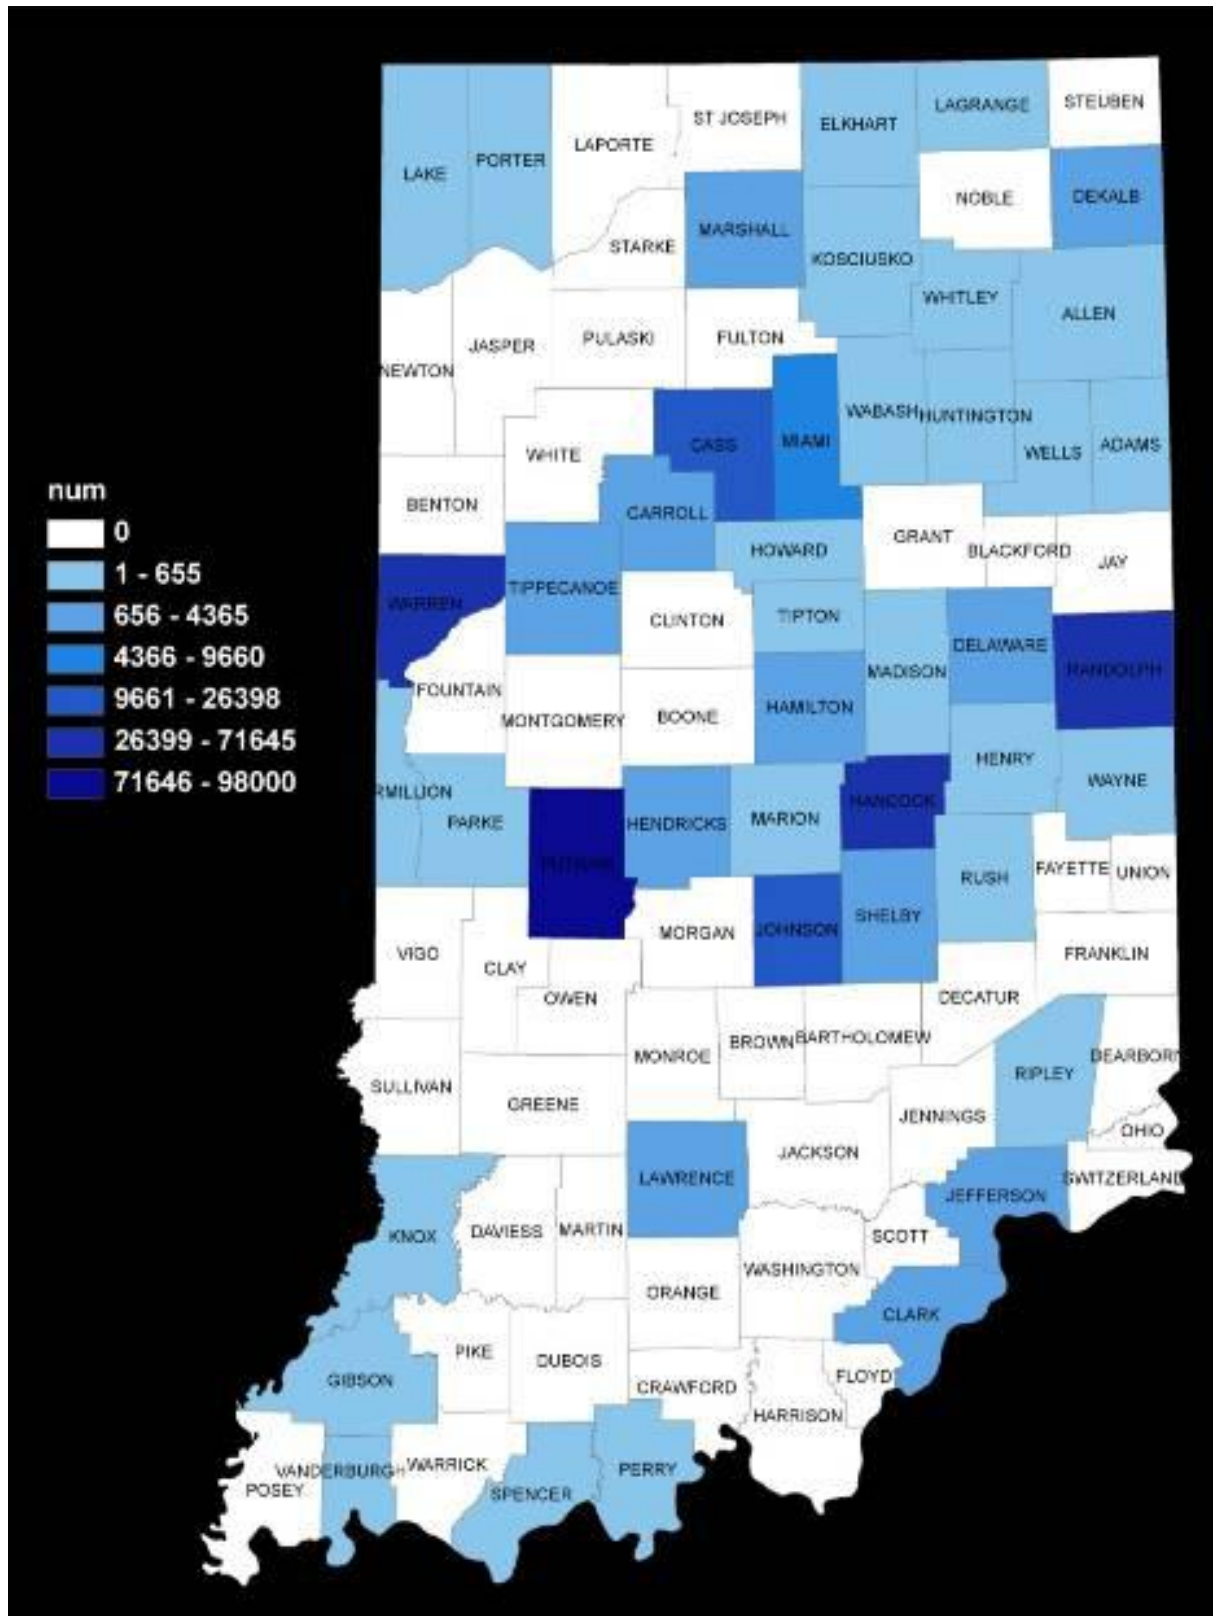 LAGRANGE
STEUBEN
ST JOSEPH
ELKHART
LAPORTE
PORTER
LAKE
NOBLE
DEKALB
MARSHALL
STARKE
KOSCIUSKO
WHITLEY
ALLEN
PULASKI
FULTON
JASPER
NEWTON
WABASH
HUNTINGTON
CASS
MIAMI
WELLS
ADAMS
WHITE
num
0
1 - 655
656 - 4365
4366 - 9660
9661 - 26398
26399 - 71645
71646 - 98000
BENTON
CARROLL
GRANT
HOWARD
BLACKFORD
JAY
WARREN
TIPPECANOE
CLINTON
TIPTON
DELAWARE
MADISON
RANDOLPH
FOUNTAIN
MONTGOMERY
BOONE
HAMILTON
HENRY
WAYNE
RMILLION
PARKE
HENDRICKS
MARION
HANCOCK
RUSH
FAYETTE
UNION
SHELBY
JOHNSON
MORGAN
VIGO
CLAY
FRANKLIN
OWEN
DECATUR
MONROE
BROWN
BARTHOLOMEW
DEARBORN
RIPLEY
SULLIVAN
GREENE
JENNINGS
OHIO
JACKSON
LAWRENCE
SWITZERLAND
JEFFERSON
KNOX
DAVIESS
MARTIN
SCOTT
WASHINGTON
ORANGE
CLARK
PIKE
DUBOIS
GIBSON
CRAWFORD
FLOYD
HARRISON
WARRICK
VANDERBURGH
PERRY
POSEY
SPENCER